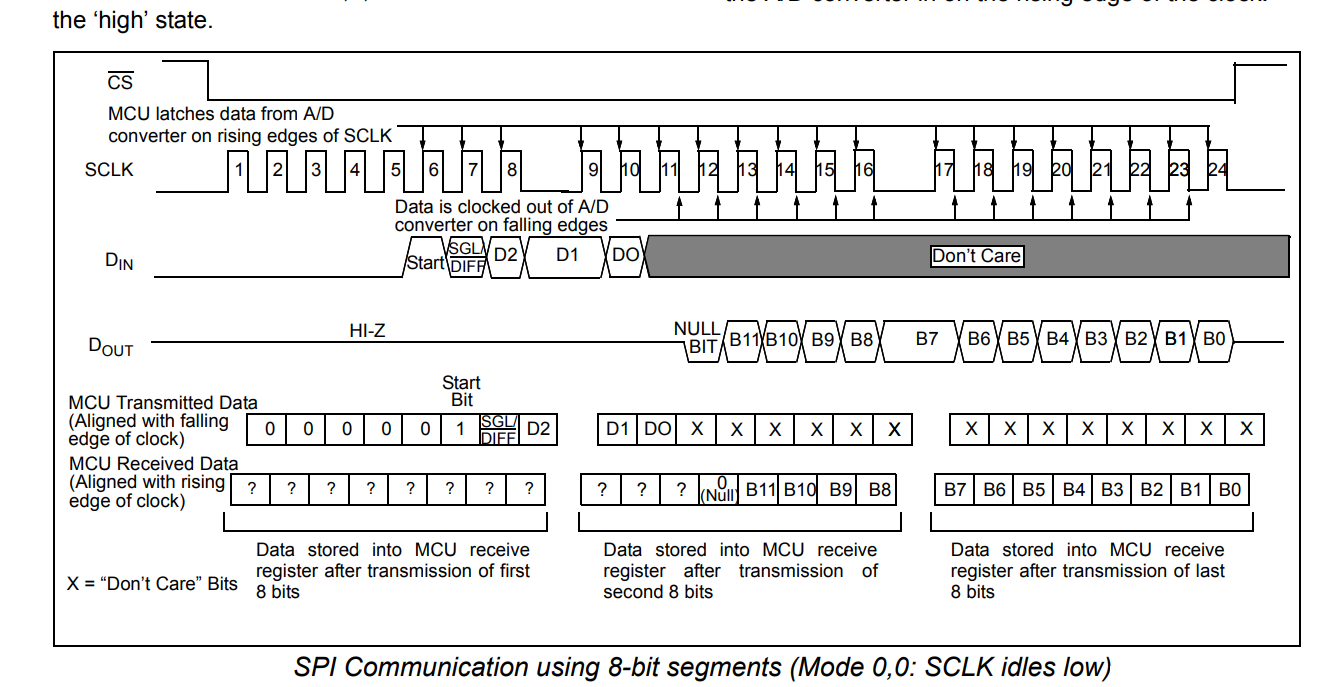 the ‘high’ state.
CS
MCU latches data from A/D
converter on rising edges of SCLK
SCLK
1 2 3 4 5 6 7 8 9 10 11 12 13 14 15 16 17 18 19 20 21 22 23 24
Data is clocked out of A/D
converter on falling edges
DIN
Start SGL/DIFF D2 D1 DO Don’t Care
HI-Z
DOUT
NULL BIT B11 B10 B9 B8 B7 B6 B5 B4 B3 B2 B1 B0
Start
Bit
MCU Transmitted Data
(Aligned with falling
edge of clock)
0 0 0 0 0 1 SGL/DIFF D2 D1 DO X X X X X X X X X X X X X X
MCU Received Data
(Aligned with rising
edge of clock)
? ? ? ? ? ? ? ? ? ? ? 0 (Null) B11 B10 B9 B8 B7 B6 B5 B4 B3 B2 B1 B0
Data stored into MCU receive
register after transmission of first
8 bits
Data stored into MCU receive
register after transmission of
second 8 bits
Data stored into MCU receive
register after transmission of last
8 bits
X = “Don’t Care” Bits
SPI Communication using 8-bit segments (Mode 0,0: SCLK idles low)